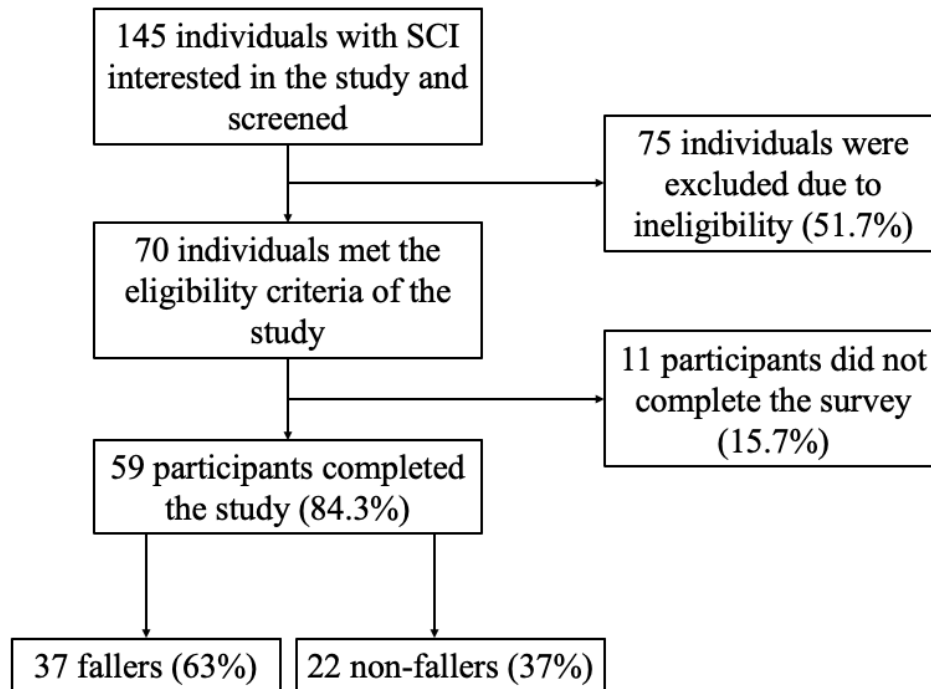 145 individuals with SCI
interested in the study and
screened
75 individuals were
excluded due to
ineligibility (51.7%)
70 individuals met the
eligibility criteria of the
study
11 participants did not
complete the survey
(15.7%)
59 participants completed
the study (84.3%)
37 fallers (63%)
22 non-fallers (37%)